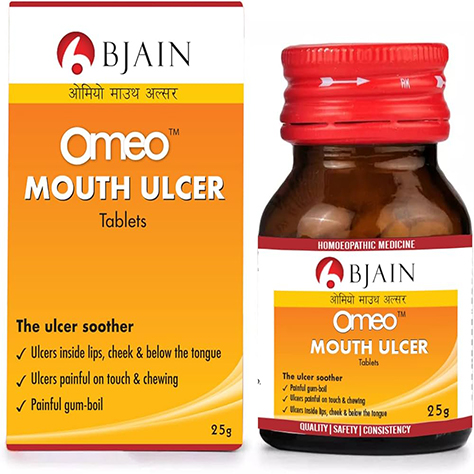 BJAIN
ओमियो माउथ अल्सर
Omeo™
MOUTH ULCER
Tablets
The ulcer soother
✓ Ulcers inside lips, cheek & below the tongue
✓ Ulcers painful on touch & chewing
✓ Painful gum-boil
25g
RK
HOMOEOPATHIC MEDICINE
BJAIN
ओमियो माउथ अल्सर
Omeo™
MOUTH ULCER
Tablets
The ulcer soother
✓ Painful gum-boil
✓ Ulcers painful on touch & chewing
✓ Ulcers inside lips, cheek & below the tongue
25g
QUALITY | SAFETY | CONSISTENCY